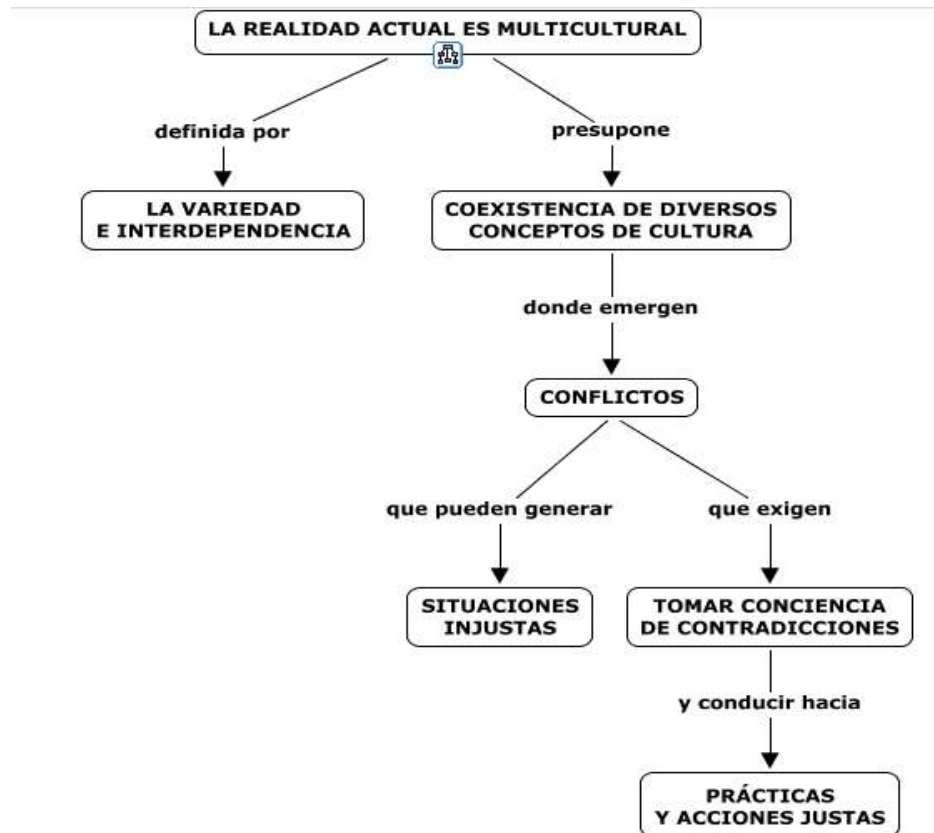 LA REALIDAD ACTUAL ES MULTICULTURAL
definida por
presupone
LA VARIEDAD
E INTERDEPENDENCIA
COEXISTENCIA DE DIVERSOS
CONCEPTOS DE CULTURA
donde emergen
CONFLICTOS
que pueden generar
que exigen
SITUACIONES
INJUSTAS
TOMAR CONCIENCIA
DE CONTRADICCIONES
y conducir hacia
PRÁCTICAS
Y ACCIONES JUSTAS